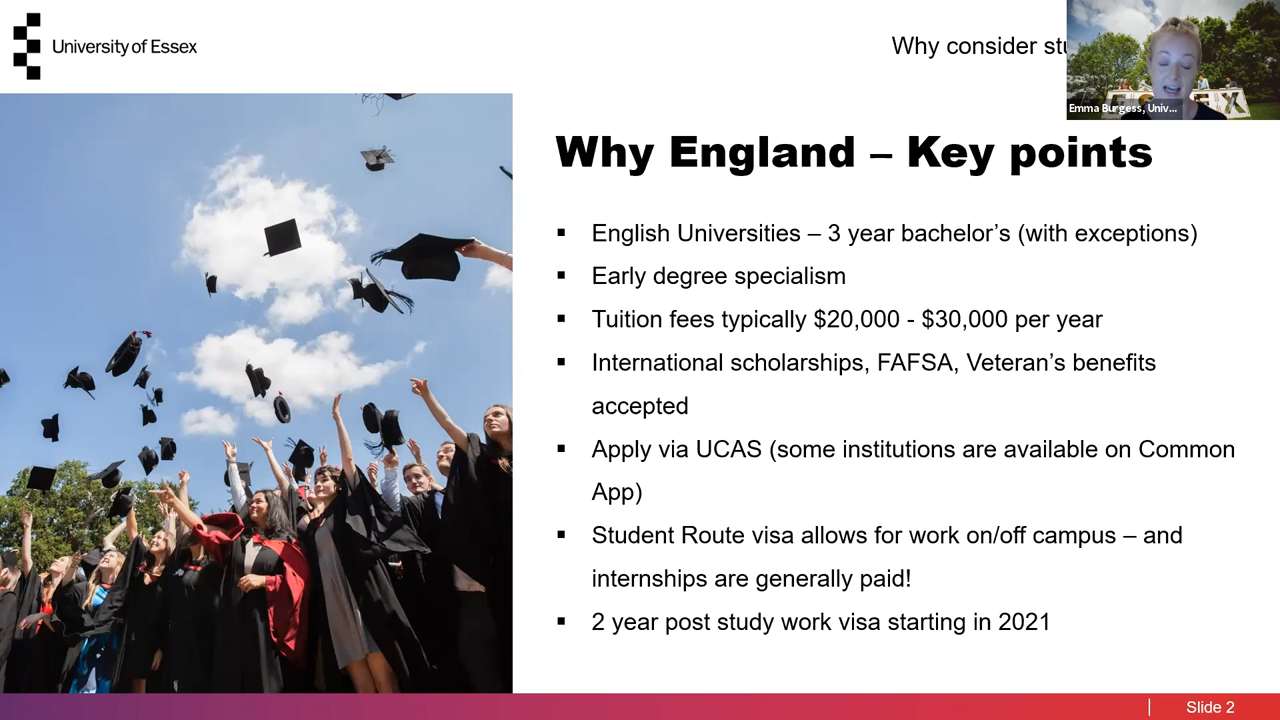 University of Essex
Why consider
Emma Burgess, Univ...
Why England – Key points
▪ English Universities – 3 year bachelor’s (with exceptions)
▪ Early degree specialism
▪ Tuition fees typically $20,000 - $30,000 per year
▪ International scholarships, FAFSA, Veteran’s benefits
accepted
▪ Apply via UCAS (some institutions are available on Common
App)
▪ Student Route visa allows for work on/off campus – and
internships are generally paid!
▪ 2 year post study work visa starting in 2021
| Slide 2